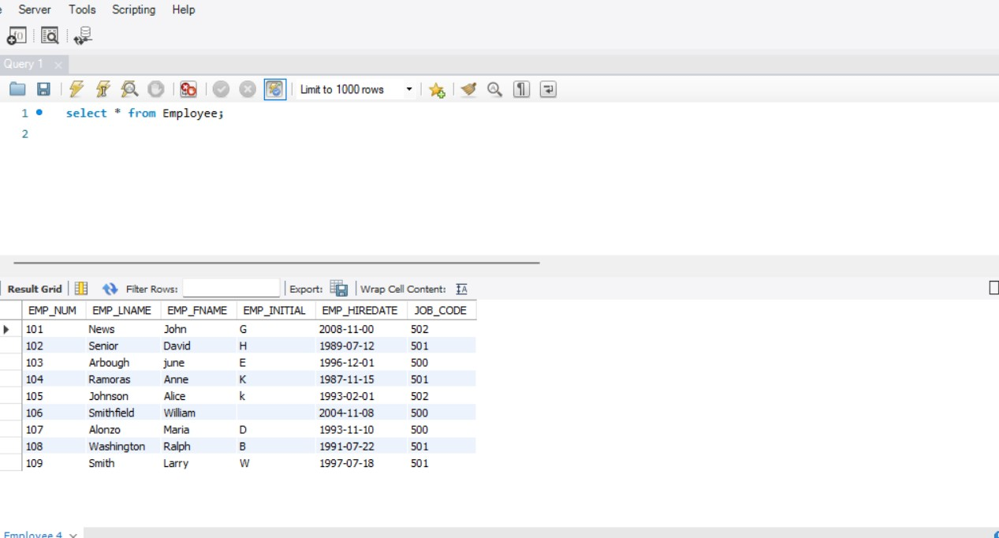 Server Tools Scripting Help
Query 1
Limit to 1000 rows
1 select * from Employee;
2
Result Grid Filter Rows: Export: Wrap Cell Content:
EMP_NUM EMP_LNAME EMP_FNAME EMP_INITIAL EMP_HIREDATE JOB_CODE
101 News John G 2008-11-00 502
102 Senior David H 1989-07-12 501
103 Arbough june E 1996-12-01 500
104 Ramoras Anne K 1987-11-15 501
105 Johnson Alice k 1993-02-01 502
106 Smithfield William 2004-11-08 500
107 Alonzo Maria D 1993-11-10 500
108 Washington Ralph B 1991-07-22 501
109 Smith Larry W 1997-07-18 501
Employee 4